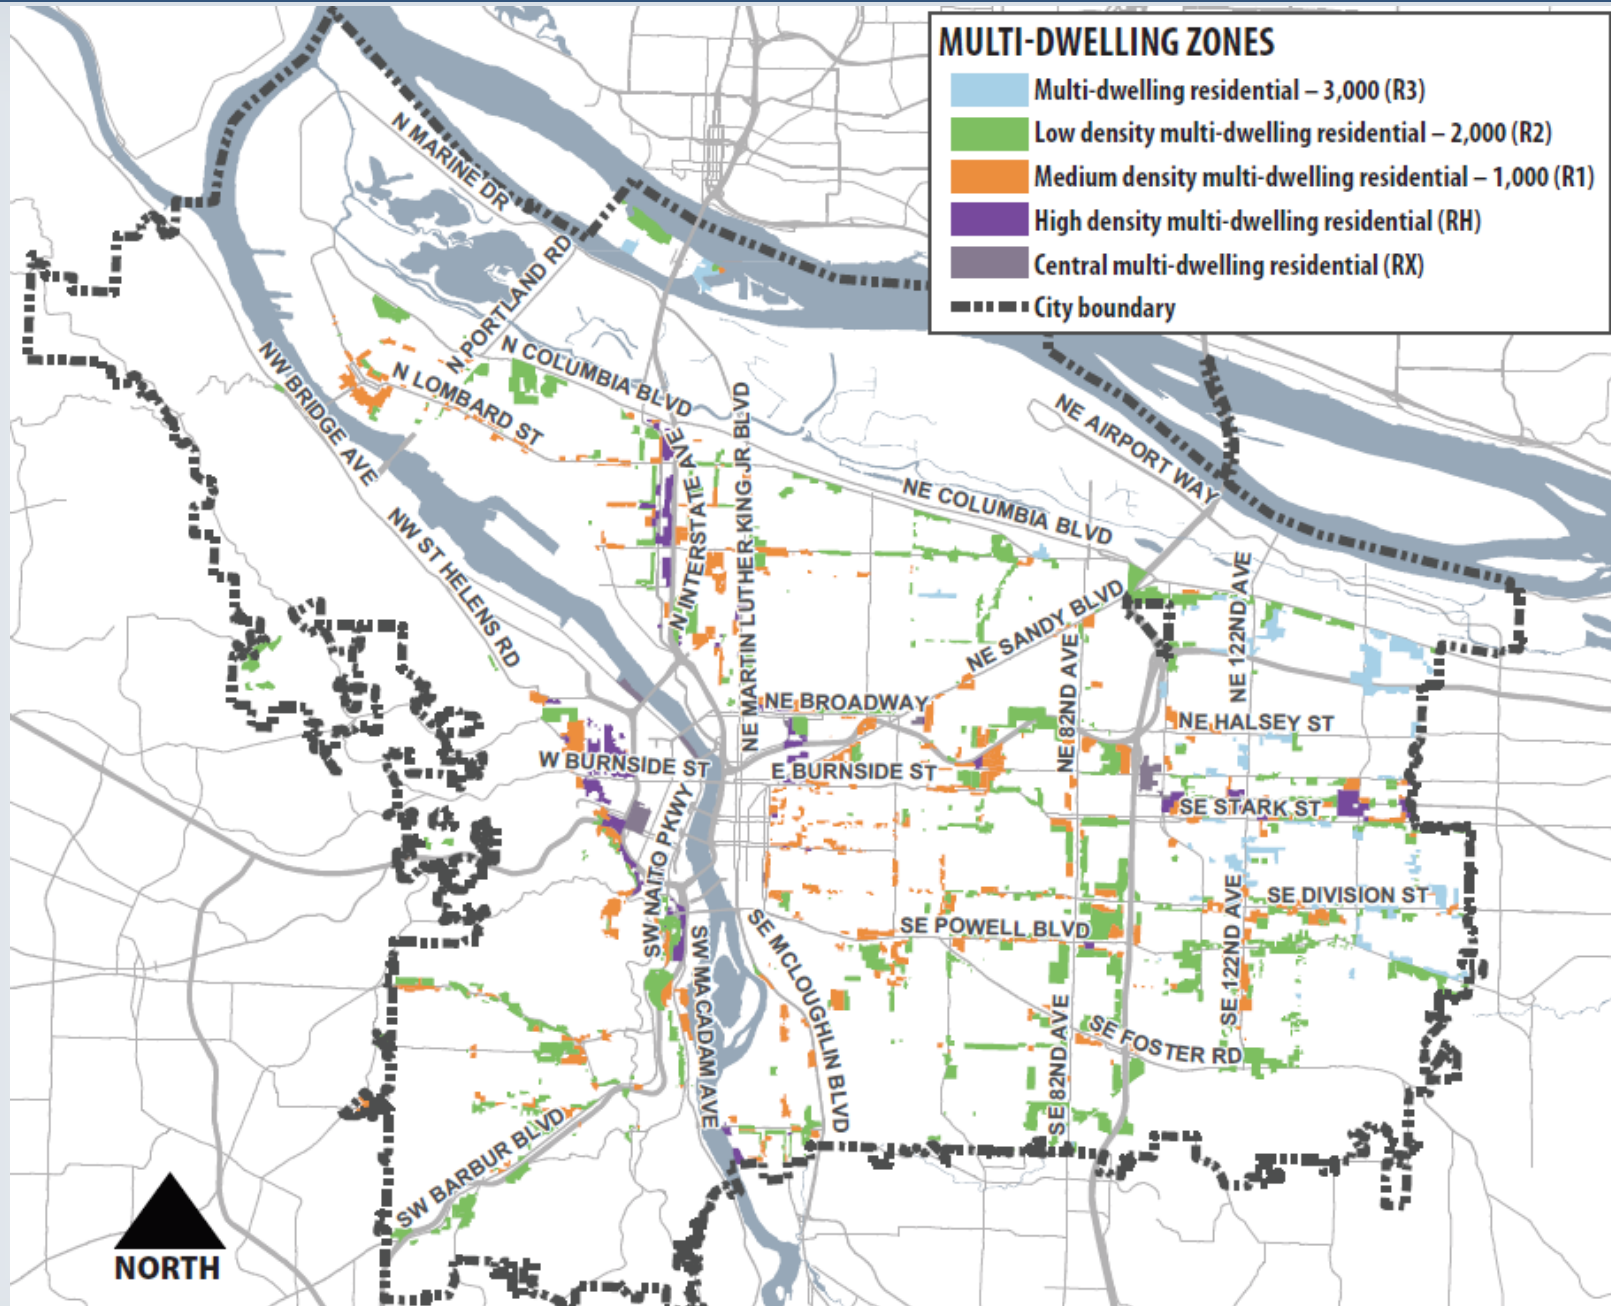 MULTI-DWELLING ZONES
Multi-dwelling residential – 3,000 (R3)
Low density multi-dwelling residential – 2,000 (R2)
Medium density multi-dwelling residential – 1,000 (R1)
High density multi-dwelling residential (RH)
Central multi-dwelling residential (RX)
City boundary
N MARINE DR
N PORTLAND RD
N COLUMBIA BLVD
N LOMBARD ST
NW BRIDGE AVE
N INTERSTATE AVE
NE MARTIN LUTHER KING JR BLVD
NE AIRPORT WAY
NE COLUMBIA BLVD
NW ST HELENS RD
NE SANDY BLVD
NE 82ND AVE
NE 122ND AVE
NE BROADWAY
NE HALSEY ST
W BURNSIDE ST
E BURNSIDE ST
SE STARK ST
SW NAITO PKWY
SE DIVISION ST
SE POWELL BLVD
SE 122ND AVE
SW MACADAM AVE
SE MCLOUGHLIN BLVD
SE FOSTER RD
SE 82ND AVE
SW BARBUR BLVD
NORTH